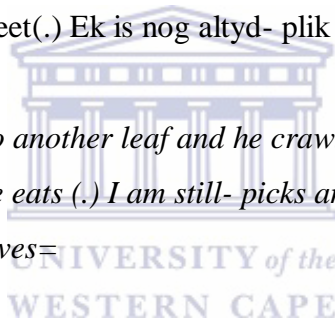 eet(.) Ek is nog altyd- plik
o another leaf and he craw
e eats (.) I am still- picks an
ves=
UNIVERSITY of the
WESTERN CAPE